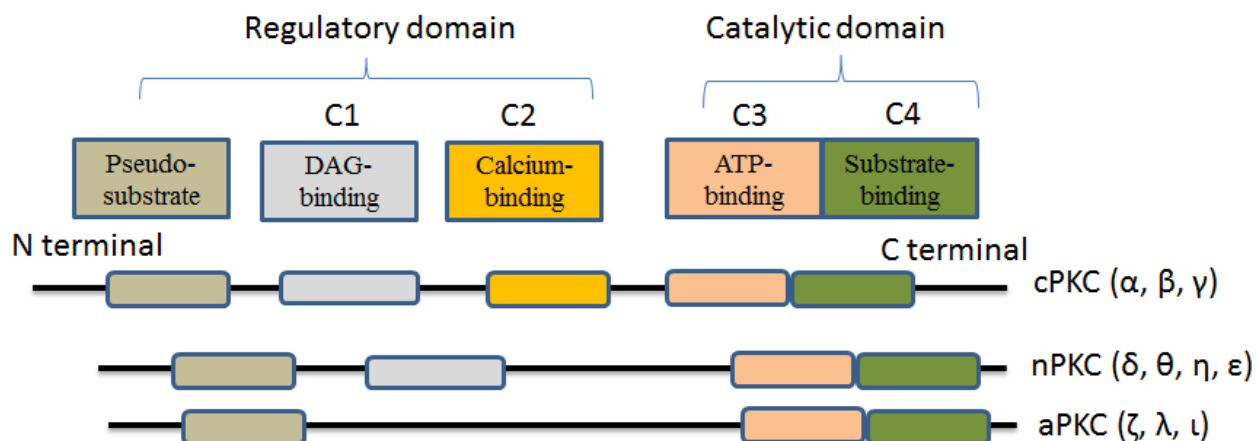 Regulatory domain Catalytic domain
C1 C2 C3 C4
Pseudo-
substrate
DAG-
binding
Calcium-
binding
ATP-
binding
Substrate-
binding
N terminal C terminal
cPKC (α, β, γ)
nPKC (δ, θ, η, ε)
aPKC (ζ, λ, ι)